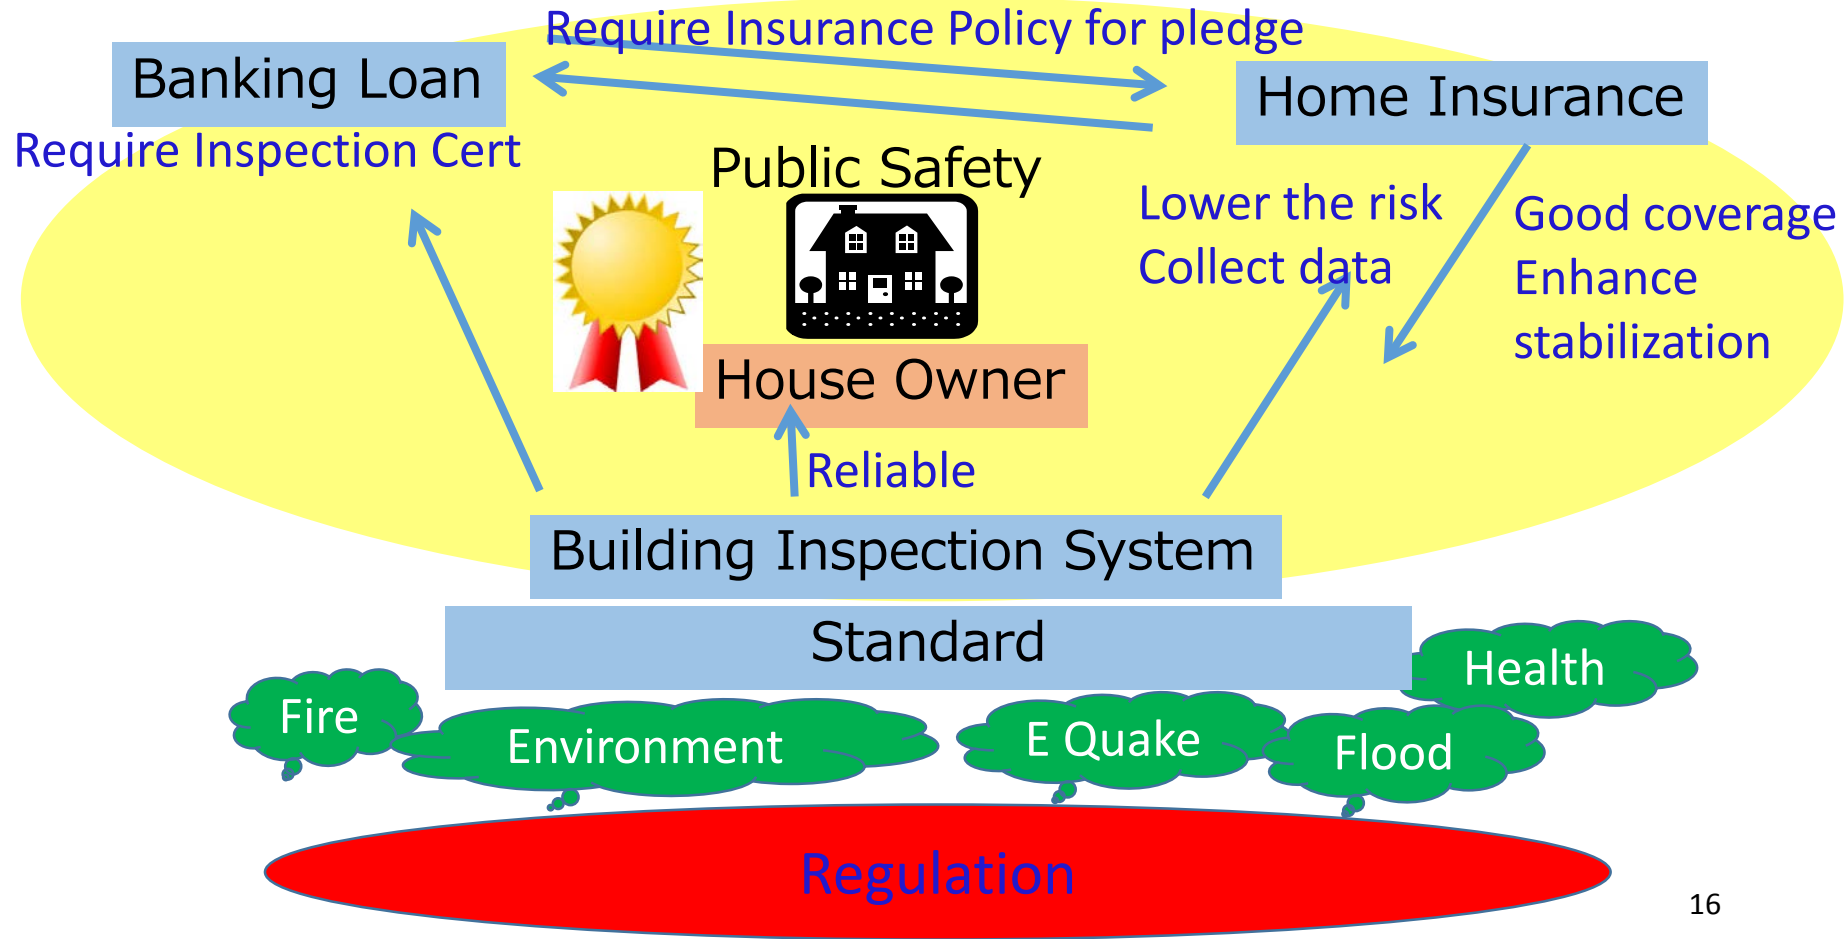 Require Insurance Policy for pledge
Banking Loan
Home Insurance
Require Inspection Cert
Public Safety
Lower the risk
Collect data
Good coverage
Enhance
stabilization
House Owner
Reliable
Building Inspection System
Standard
Health
Fire
Environment
E Quake
Flood
Regulation
16